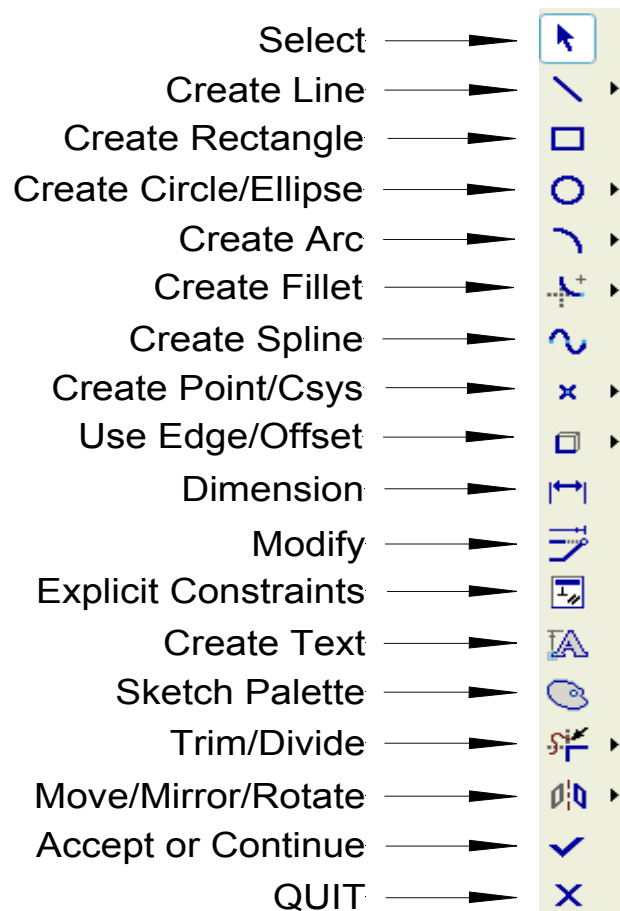 Select
Create Line
Create Rectangle
Create Circle/Ellipse
Create Arc
Create Fillet
Create Spline
Create Point/Csys
Use Edge/Offset
Dimension
Modify
Explicit Constraints
Create Text
Sketch Palette
Trim/Divide
Move/Mirror/Rotate
Accept or Continue
QUIT